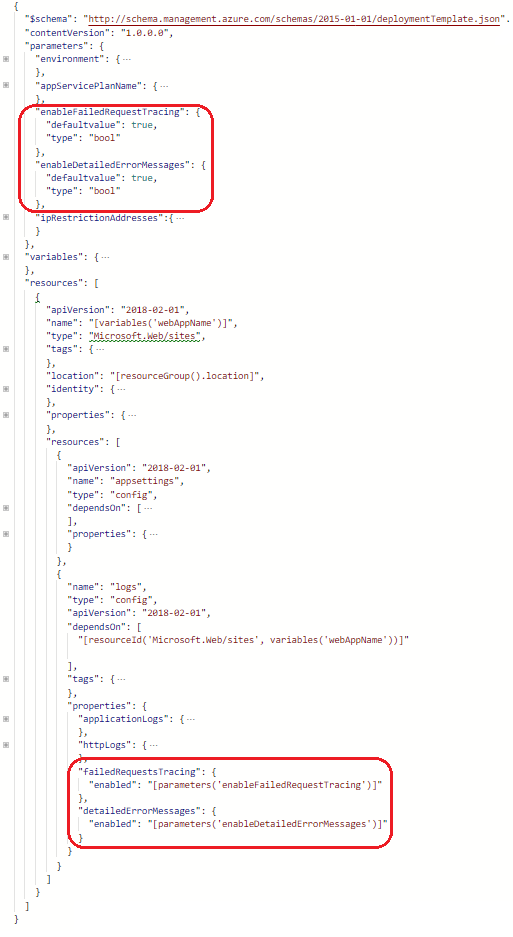 {
"$schema": "http://schema.management.azure.com/schemas/2015-01-01/deploymentTemplate.json".
"contentVersion": "1.0.0.0",
"parameters": {
"environment": {...
},
"appServicePlanName": {...
},
"enableFailedRequestTracing": {
"defaultvalue": true,
"type": "bool"
},
"enableDetailedErrorMessages": {
"defaultvalue": true,
"type": "bool"
},
"ipRestrictionAddresses":{...
}
},
"variables": {...
},
"resources": [
{
"apiVersion": "2018-02-01",
"name": "[variables('webAppName')]",
"type": "Microsoft.Web/sites",
"tags": {...
},
"location": "[resourceGroup().location]",
"identity": {...
},
"properties": {...
},
"resources": [
{
"apiVersion": "2018-02-01",
"name": "appsettings",
"type": "config",
"dependsOn": [...
],
"properties": {...
}
},
{
"name": "logs",
"type": "config",
"apiVersion": "2018-02-01",
"dependsOn": [
"[resourceId('Microsoft.Web/sites', variables('webAppName'))]"
],
"tags": {...
},
"properties": {
"applicationLogs": {...
},
"httpLogs": {...
},
"failedRequestsTracing": {
"enabled": "[parameters('enableFailedRequestTracing')]"
},
"detailedErrorMessages": {
"enabled": "[parameters('enableDetailedErrorMessages')]"
}
}
}
]
}
]
}